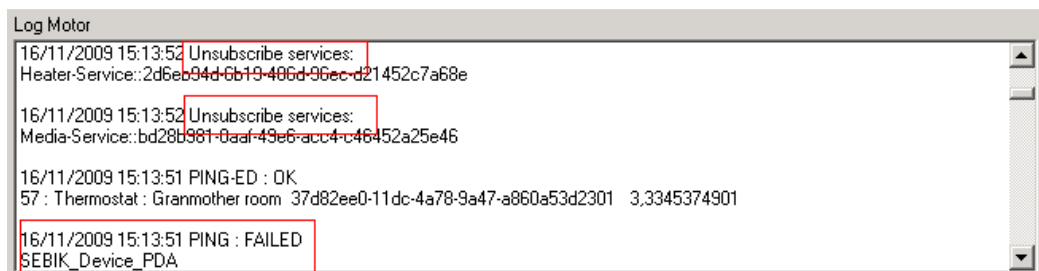 Log Motor
16/11/2009 15:13:52 Unsubscribe services:
Heater-Service::2d6eb94d-6b19-406d-96ec-d21452c7a68e
16/11/2009 15:13:52 Unsubscribe services:
Media-Service::bd28b981-0aaf-49e6-acc4-c46452a25e46
16/11/2009 15:13:51 PING-ED : OK
57 : Thermostat : Granmother room 37d82ee0-11dc-4a78-9a47-a860a53d2301 3,3345374901
16/11/2009 15:13:51 PING : FAILED
SEBIK_Device_PDA